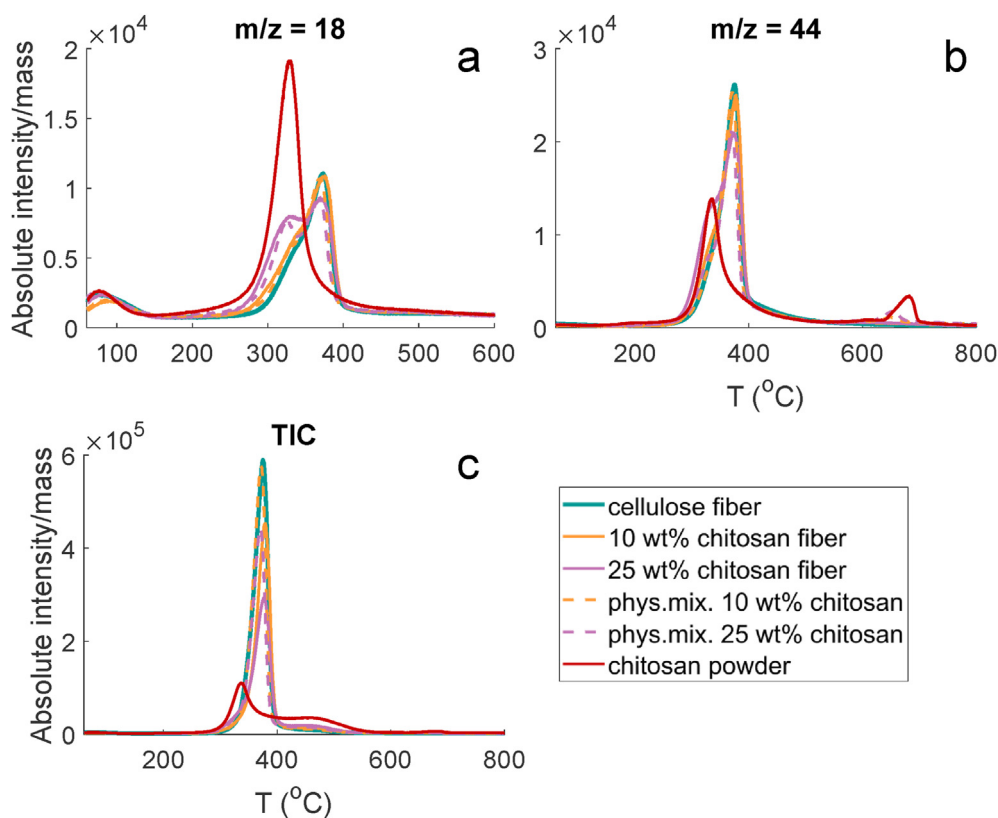 m/z = 18
a
×10⁴
Absolute intensity/mass
2
1.5
1
0.5
0
100 200 300 400 500 600
m/z = 44
b
×10⁴
3
2
1
0
200 400 600 800
T (°C)
TIC
c
×10⁵
Absolute intensity/mass
6
4
2
0
200 400 600 800
T (°C)
cellulose fiber
10 wt% chitosan fiber
25 wt% chitosan fiber
phys.mix. 10 wt% chitosan
phys.mix. 25 wt% chitosan
chitosan powder